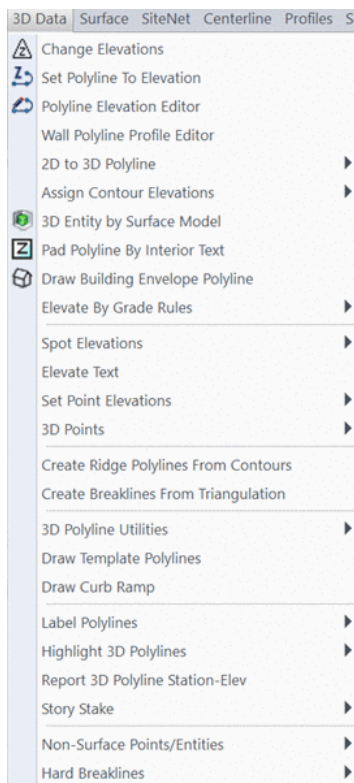 3D Data Surface SiteNet Centerline Profiles S
Change Elevations
Set Polyline To Elevation
Polyline Elevation Editor
Wall Polyline Profile Editor
2D to 3D Polyline
Assign Contour Elevations
3D Entity by Surface Model
Pad Polyline By Interior Text
Draw Building Envelope Polyline
Elevate By Grade Rules
Spot Elevations
Elevate Text
Set Point Elevations
3D Points
Create Ridge Polylines From Contours
Create Breaklines From Triangulation
3D Polyline Utilities
Draw Template Polylines
Draw Curb Ramp
Label Polylines
Highlight 3D Polylines
Report 3D Polyline Station-Elev
Story Stake
Non-Surface Points/Entities
Hard Breaklines